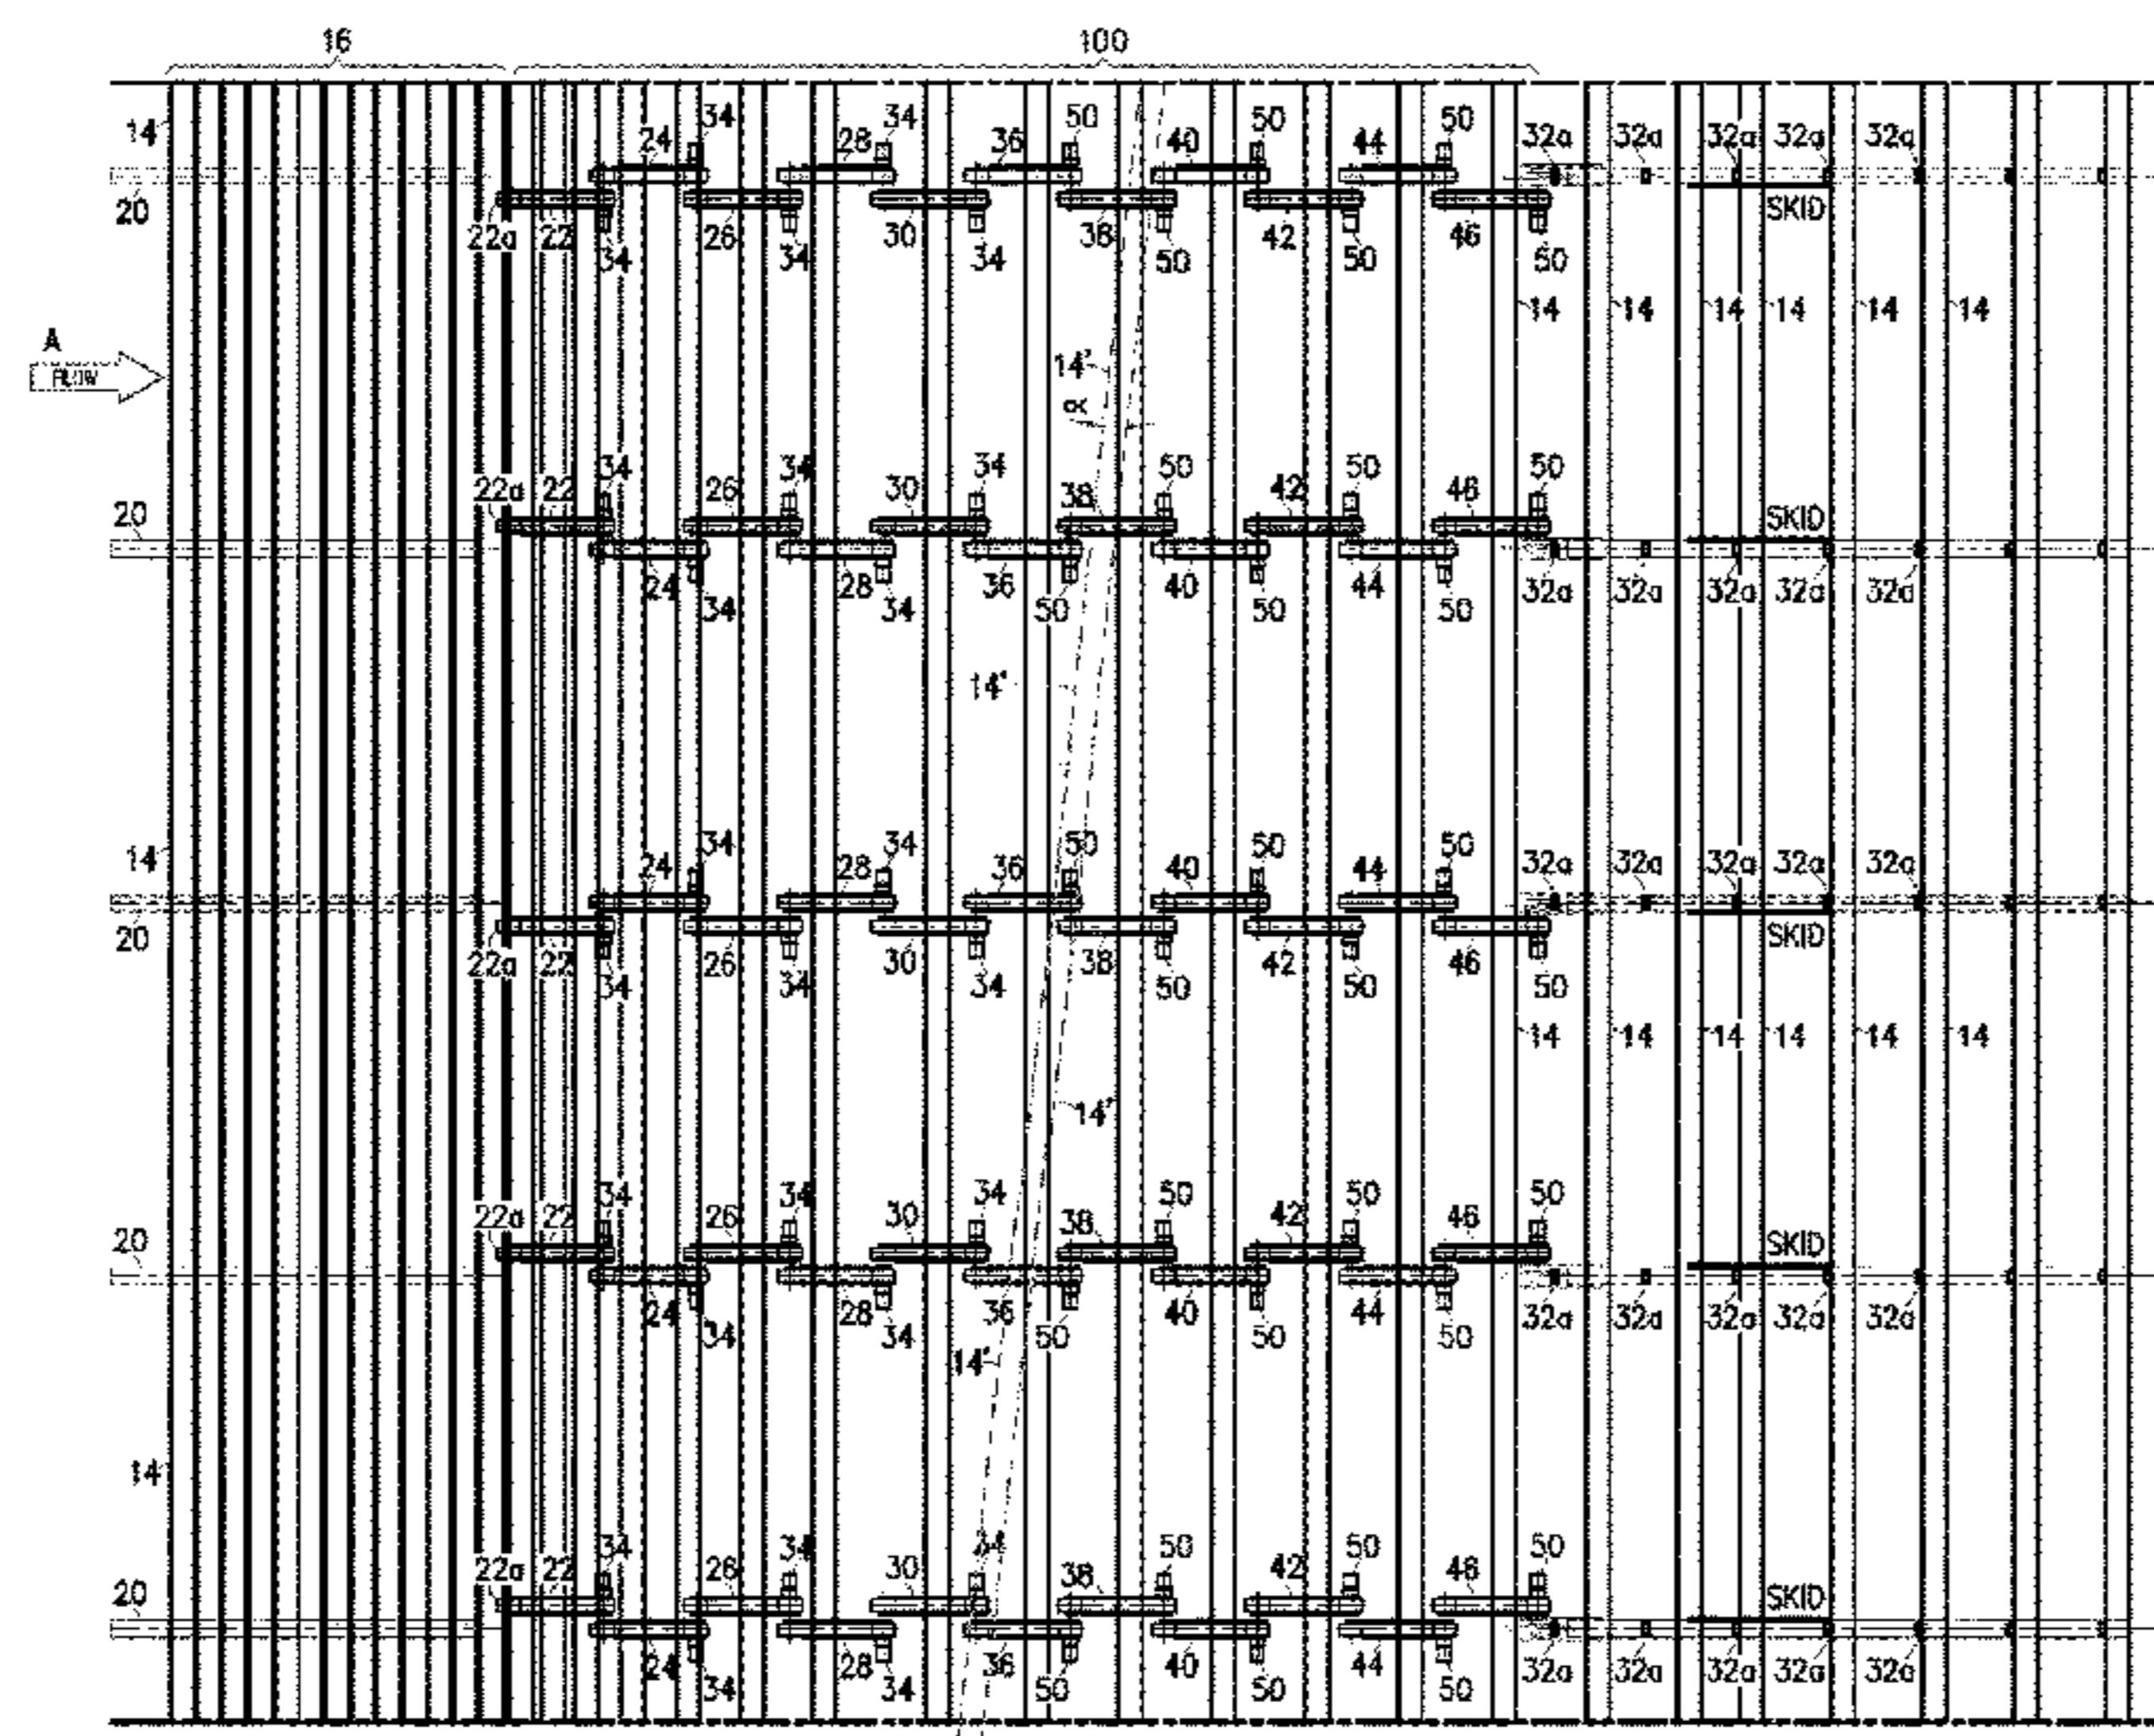 16 100
14 24 34 28 34 36 50 40 50 44 50 32a 32a 32a 32a 32a
20 22a 22 34 26 34 30 34 38 50 42 50 46 50 SKID
14 14 14 14 14 14
A
FLOW
14'
α
20 22a 22 34 26 34 30 34 38 50 42 50 46 50 SKID
24 34 28 34 36 50 40 50 44 50 32a 32a 32a 32a 32a
14'
14 24 34 28 34 36 50 40 50 44 50 32a 32a 32a 32a 32a
20 22a 22 34 26 34 30 34 38 50 42 50 46 50 SKID
14 14 14 14 14 14
14'
20 22a 22 34 26 34 30 34 38 50 42 50 46 50 SKID
24 34 28 34 36 50 40 50 44 50 32a 32a 32a 32a 32a
14'
14
20 22a 22 34 26 34 30 34 38 50 42 50 46 50 SKID
24 34 28 34 36 50 40 50 44 50 32a 32a 32a 32a 32a